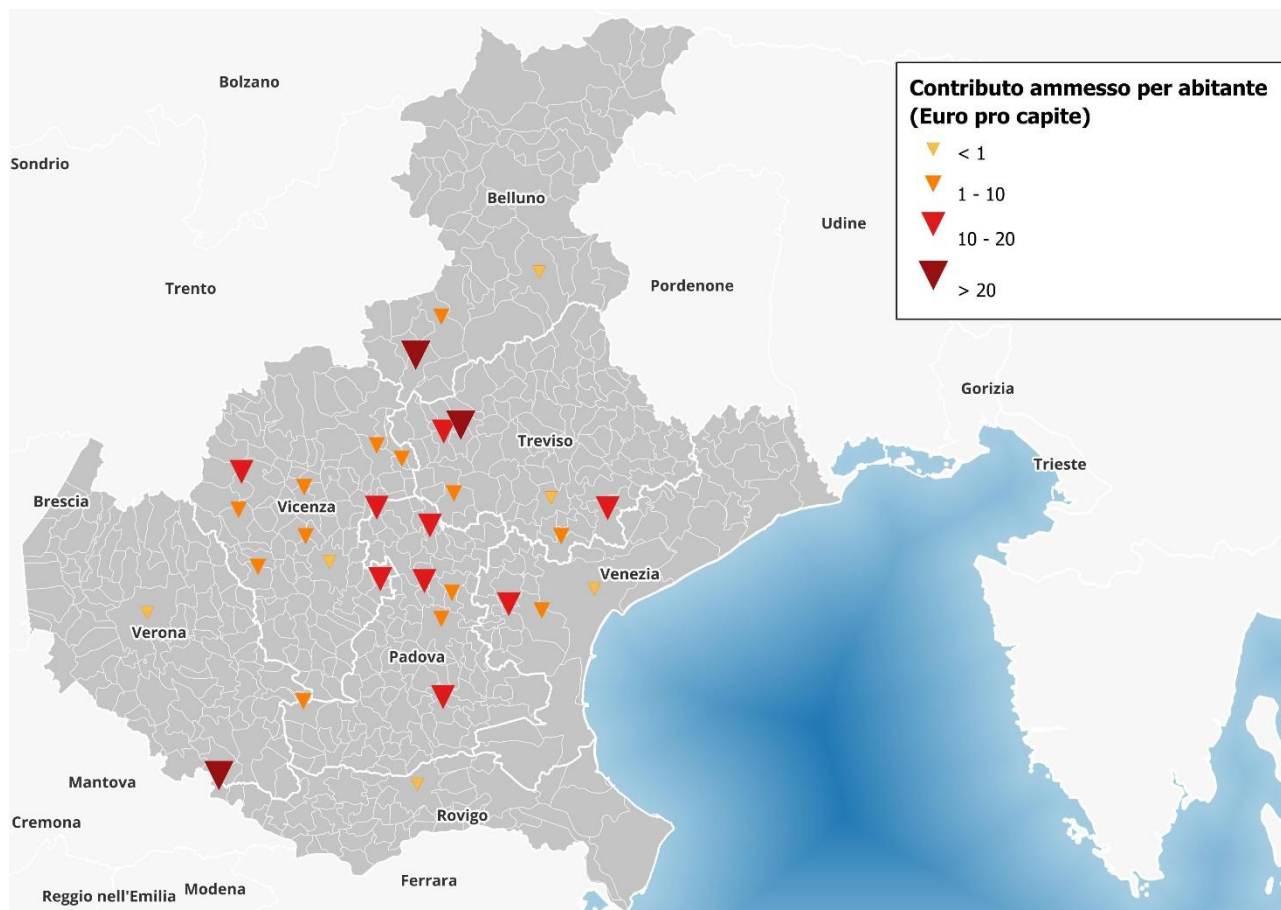 Contributo ammesso per abitante
(Euro pro capite)
< 1
1 - 10
10 - 20
> 20
Bolzano
Sondrio
Belluno
Udine
Trento
Pordenone
Gorizia
Treviso
Trieste
Brescia
Vicenza
Venezia
Verona
Padova
Mantova
Rovigo
Cremona
Ferrara
Modena
Reggio nell'Emilia